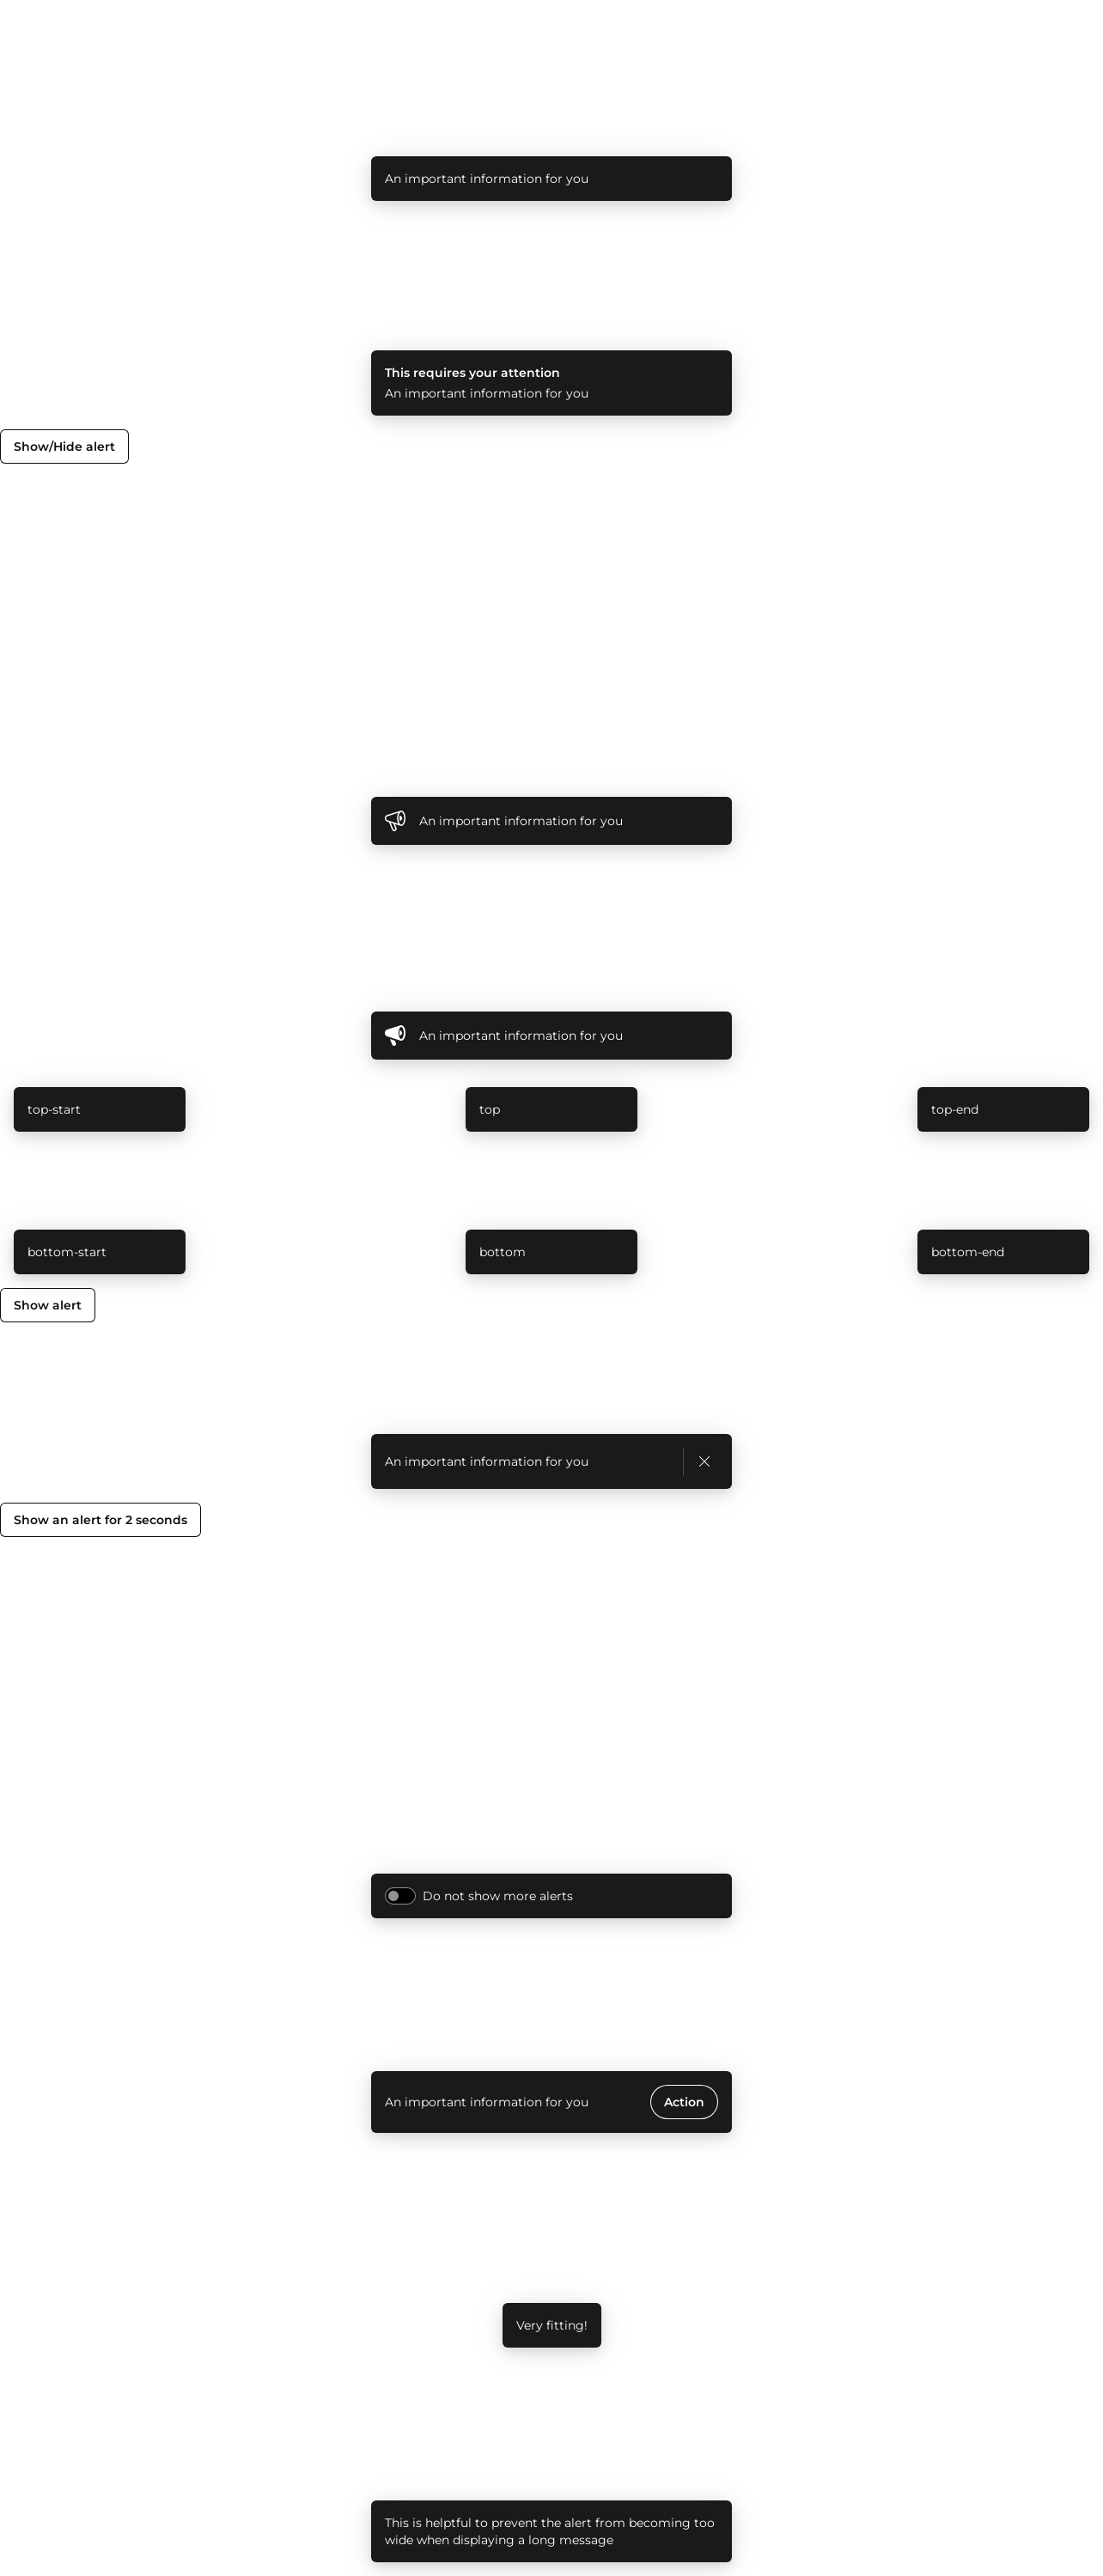 An important information for you
This requires your attention
An important information for you
Show/Hide alert
An important information for you
An important information for you
top-start
top
top-end
bottom-start
bottom
bottom-end
Show alert
An important information for you
Show an alert for 2 seconds
Do not show more alerts
An important information for you
Action
Very fitting!
This is helptful to prevent the alert from becoming too
wide when displaying a long message